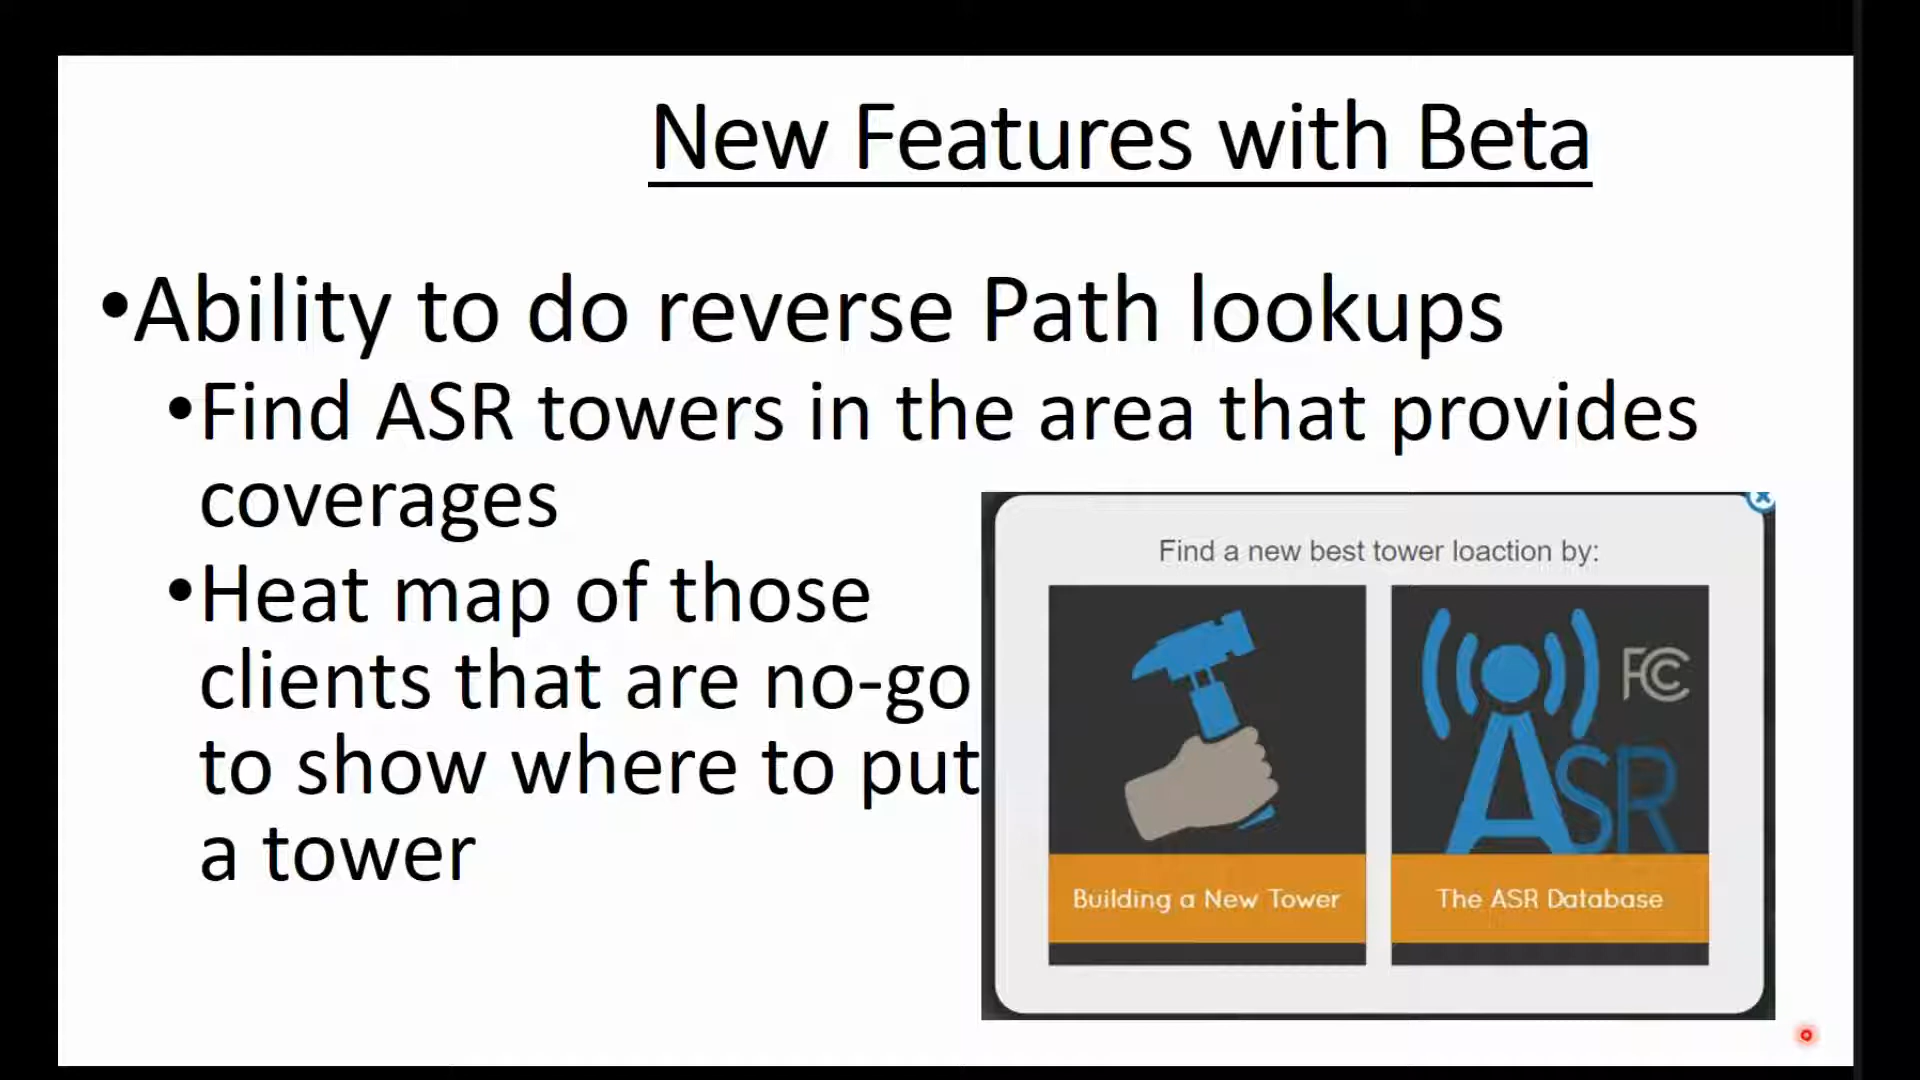 New Features with Beta
•Ability to do reverse Path lookups
•Find ASR towers in the area that provides
coverages
•Heat map of those
clients that are no-go
to show where to put
a tower
Find a new best tower loaction by:
FCC
ASR
Building a New Tower
The ASR Database